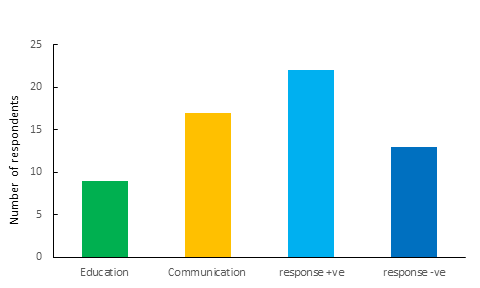 25
20
15
10
5
0
Number of respondents
Education
Communication
response +ve
response -ve